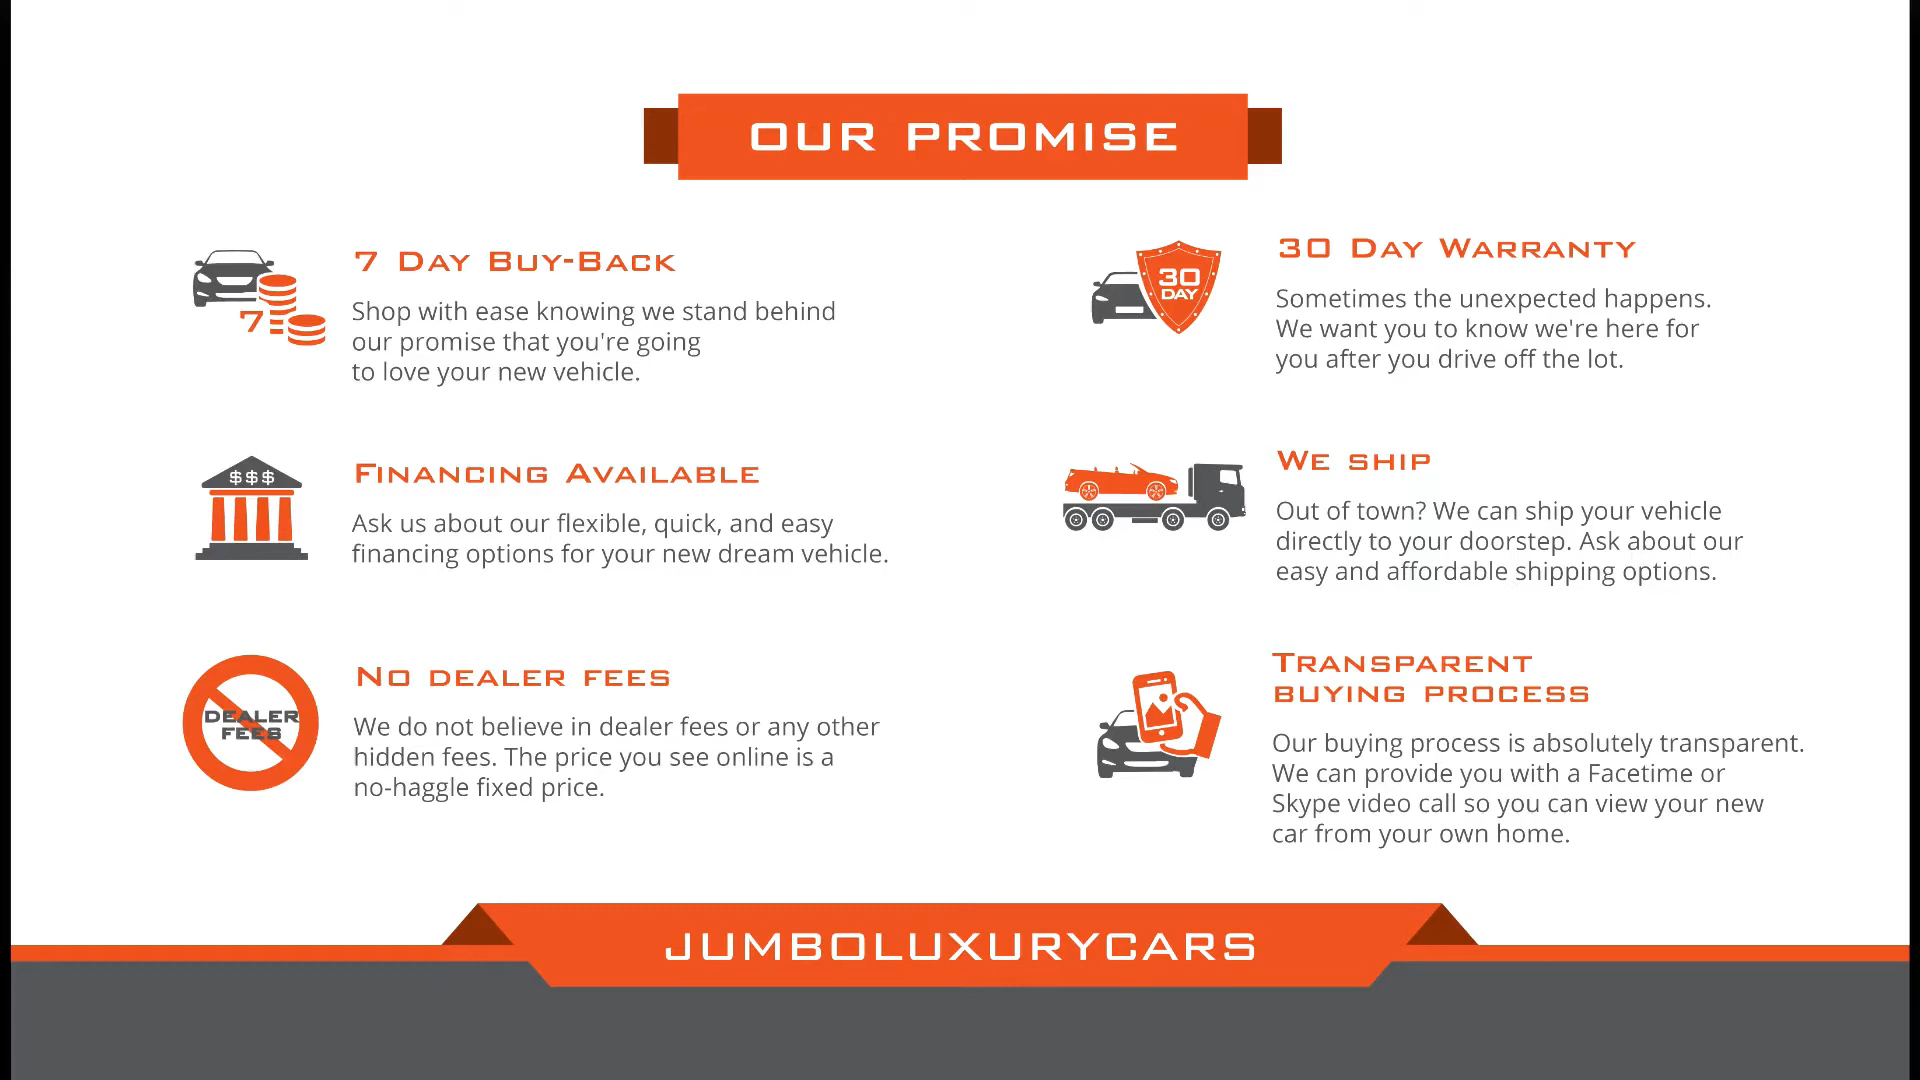 OUR PROMISE
7 DAY BUY-BACK
Shop with ease knowing we stand behind
our promise that you're going
to love your new vehicle.
$$$
FINANCING AVAILABLE
Ask us about our flexible, quick, and easy
financing options for your new dream vehicle.
DEALER
FEES
NO DEALER FEES
We do not believe in dealer fees or any other
hidden fees. The price you see online is a
no-haggle fixed price.
7
30
DAY
30 DAY WARRANTY
Sometimes the unexpected happens.
We want you to know we're here for
you after you drive off the lot.
WE SHIP
Out of town? We can ship your vehicle
directly to your doorstep. Ask about our
easy and affordable shipping options.
TRANSPARENT
BUYING PROCESS
Our buying process is absolutely transparent.
We can provide you with a Facetime or
Skype video call so you can view your new
car from your own home.
JUMBOLUXURYCARS